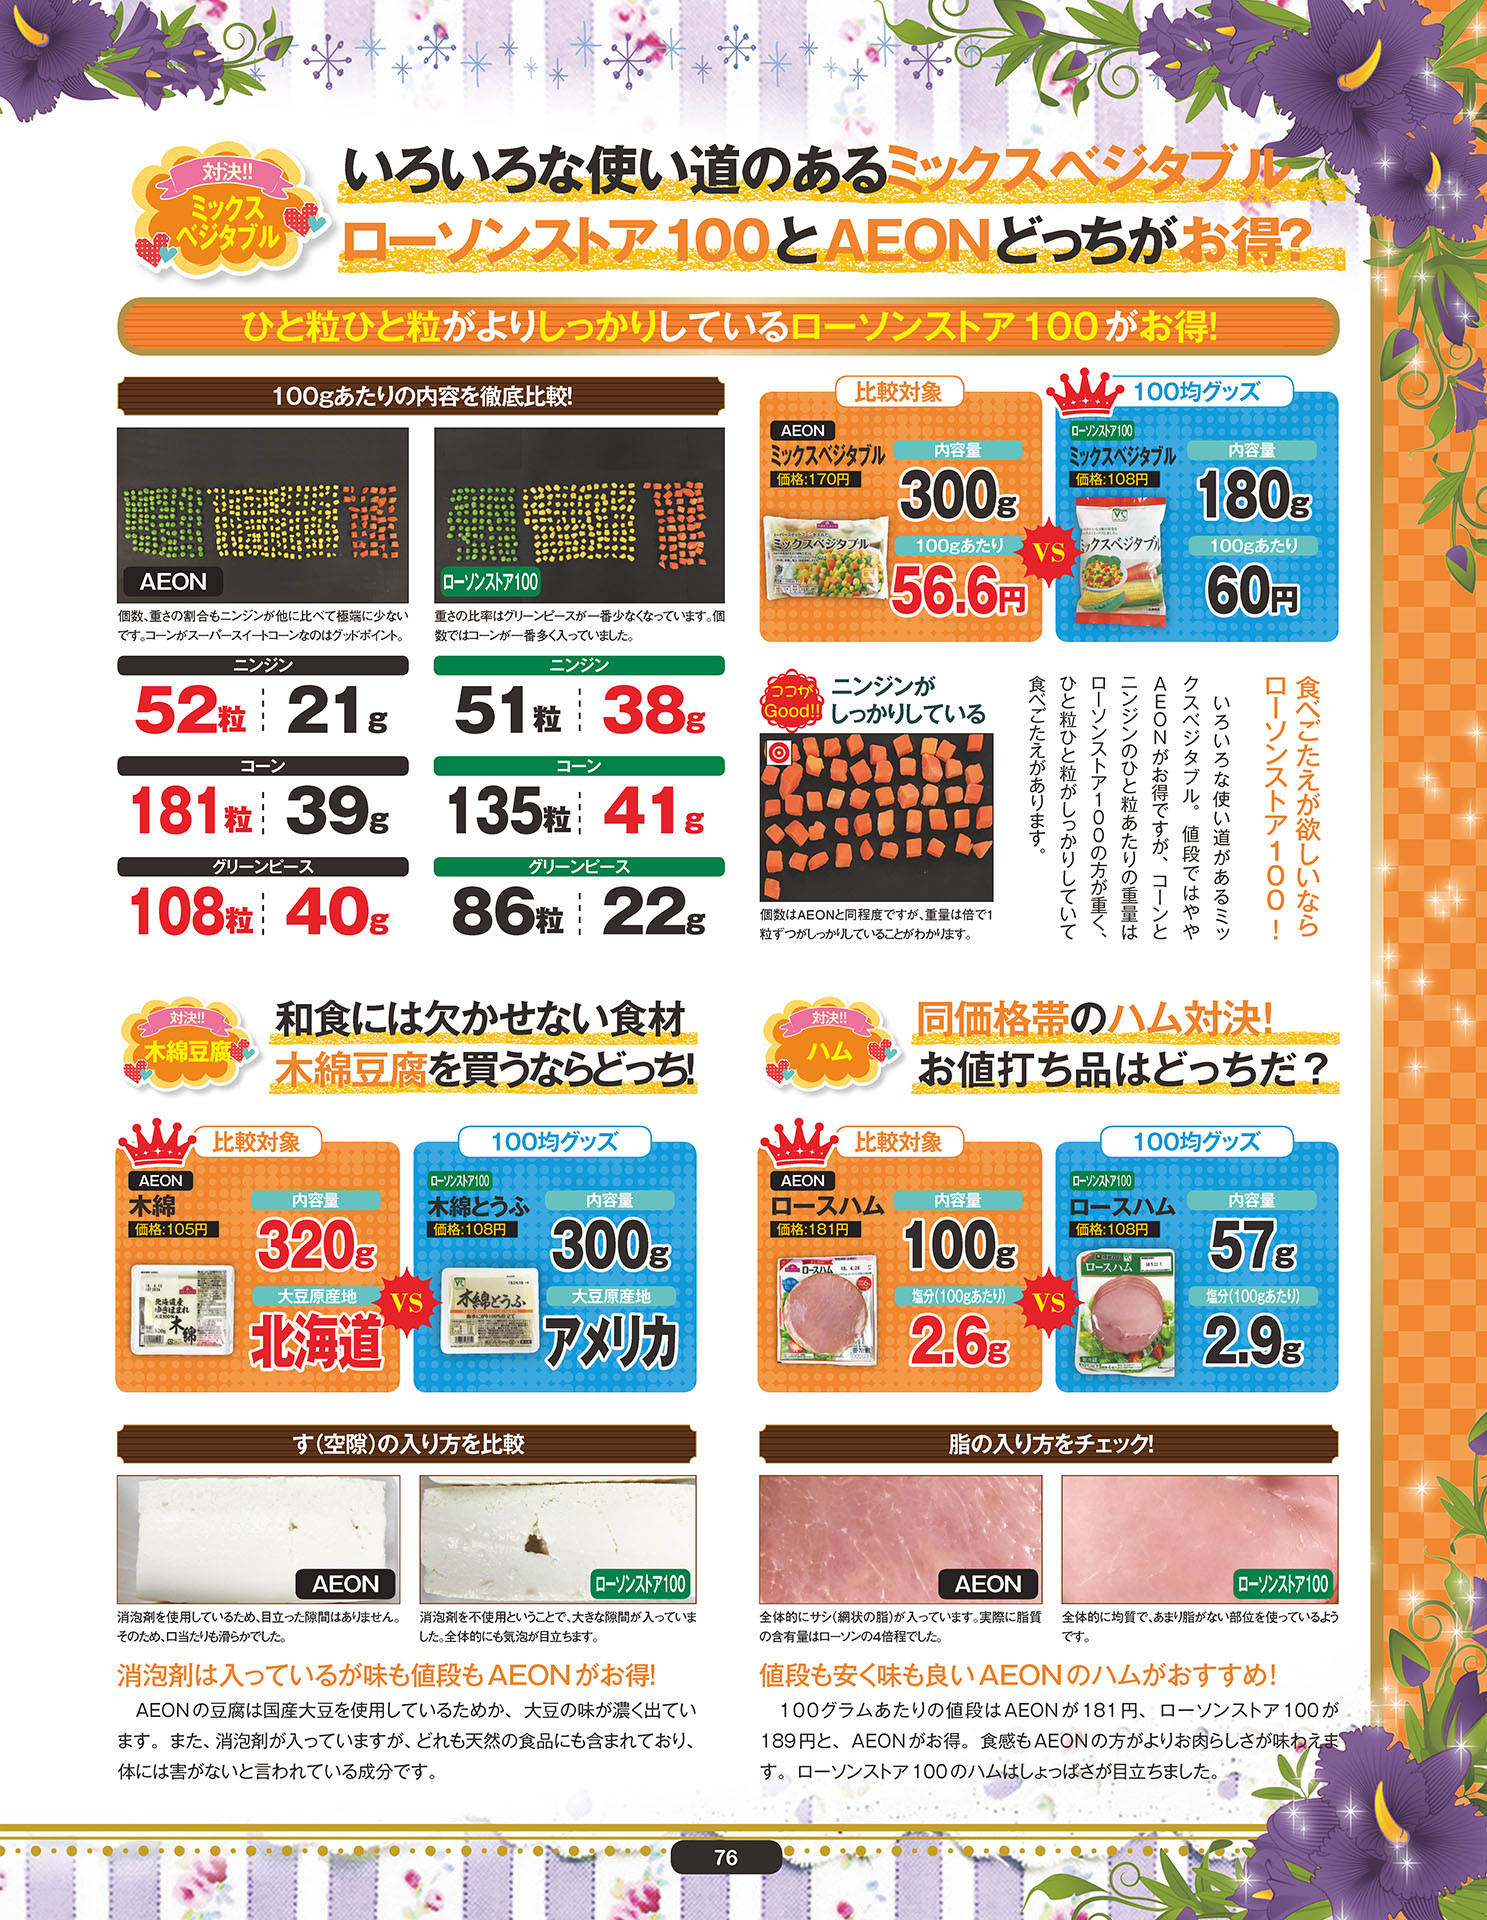 対決!!
ミックス
ベジタブル
いろいろな使い道のあるミックスベジタブル
ローソンストア100とAEONどっちがお得?
ひと粒ひと粒がよりしっかりしているローソンストア100がお得!
100gあたりの内容を徹底比較!
AEON
ローソンストア100
個数、重さの割合もニンジンが他に比べて極端に少ない
です。コーンがスーパースイートコーンなのはグッドポイント。
重さの比率はグリーンピースが一番少なくなっています。個
数ではコーンが一番多く入っていました。
ニンジン
52粒 21g
ニンジン
51粒 38g
コーン
181粒 39g
コーン
135粒 41g
グリーンピース
108粒 40g
グリーンピース
86粒 22g
比較対象
AEON
ミックスベジタブル
価格:170円
内容量
300g
100gあたり
56.6円
ミックスベジタブル
VS
100均グッズ
ローソンストア100
ミックスベジタブル
価格:108円
内容量
180g
100gあたり
60円
ミックスベジタブル
ココが
Good!!
ニンジンが
しっかりしている
個数はAEONと同程度ですが、重量は倍で1
粒ずつがしっかりしていることがわかります。
食べごたえが欲しいなら
ローソンストア100!
いろいろな使い道があるミッ
クスベジタブル。値段ではやや
AEONがお得ですが、コーンと
ニンジンのひと粒あたりの重量は
ローソンストア100の方が重く、
ひと粒ひと粒がしっかりしていて
食べごたえがあります。
対決!!
木綿豆腐
和食には欠かせない食材
木綿豆腐を買うならどっち!
比較対象
AEON
木綿
価格:105円
内容量
320g
大豆原産地
北海道
北海道産
ゆきほまれ
大豆100%
木綿
VS
100均グッズ
ローソンストア100
木綿とうふ
価格:108円
内容量
300g
大豆原産地
アメリカ
木綿とうふ
す(空隙)の入り方を比較
AEON
ローソンストア100
消泡剤を使用しているため、目立った隙間はありません。
そのため、口当たりも滑らかでした。
消泡剤を不使用ということで、大きな隙間が入っていま
した。全体的にも気泡が目立ちます。
消泡剤は入っているが味も値段もAEONがお得!
AEONの豆腐は国産大豆を使用しているためか、大豆の味が濃く出てい
ます。また、消泡剤が入っていますが、どれも天然の食品にも含まれており、
体には害がないと言われている成分です。
対決!!
ハム
同価格帯のハム対決!
お値打ち品はどっちだ?
比較対象
AEON
ロースハム
価格:181円
内容量
100g
塩分(100gあたり)
2.6g
ロースハム
18.4.24
VS
100均グッズ
ローソンストア100
ロースハム
価格:108円
内容量
57g
塩分(100gあたり)
2.9g
ロースハム
脂の入り方をチェック!
AEON
ローソンストア100
全体的にサシ(網状の脂)が入っています。実際に脂質
の含有量はローソンの4倍程でした。
全体的に均質で、あまり脂がない部位を使っているよう
です。
値段も安く味も良いAEONのハムがおすすめ!
100グラムあたりの値段はAEONが181円、ローソンストア100が
189円と、AEONがお得。食感もAEONの方がよりお肉らしさが味わえま
す。ローソンストア100のハムはしょっぱさが目立ちました。
76